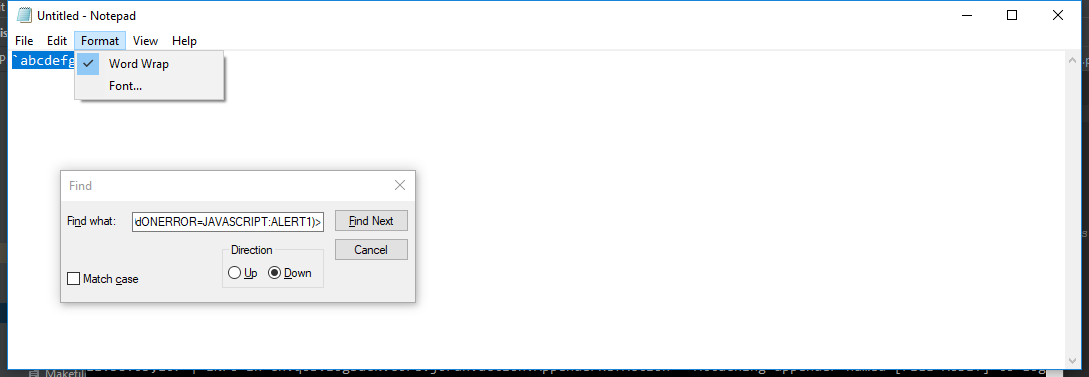 Untitled - Notepad
File Edit Format View Help
`abcdefg
Word Wrap
Font...
Find
Find what: dONERROR=JAVASCRIPT:ALERT1)> Find Next
Direction Cancel
Up Down
Match case